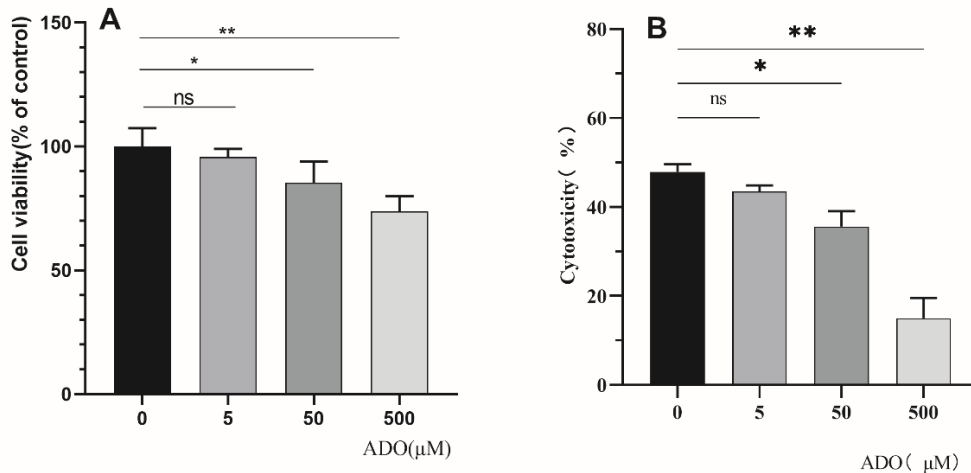 A
Cell viability(% of control)
150
100
50
0
**
*
ns
0 5 50 500
ADO(μM)
B
Cytotoxicity( %)
80
60
40
20
0
**
*
ns
0 5 50 500
ADO( μM)